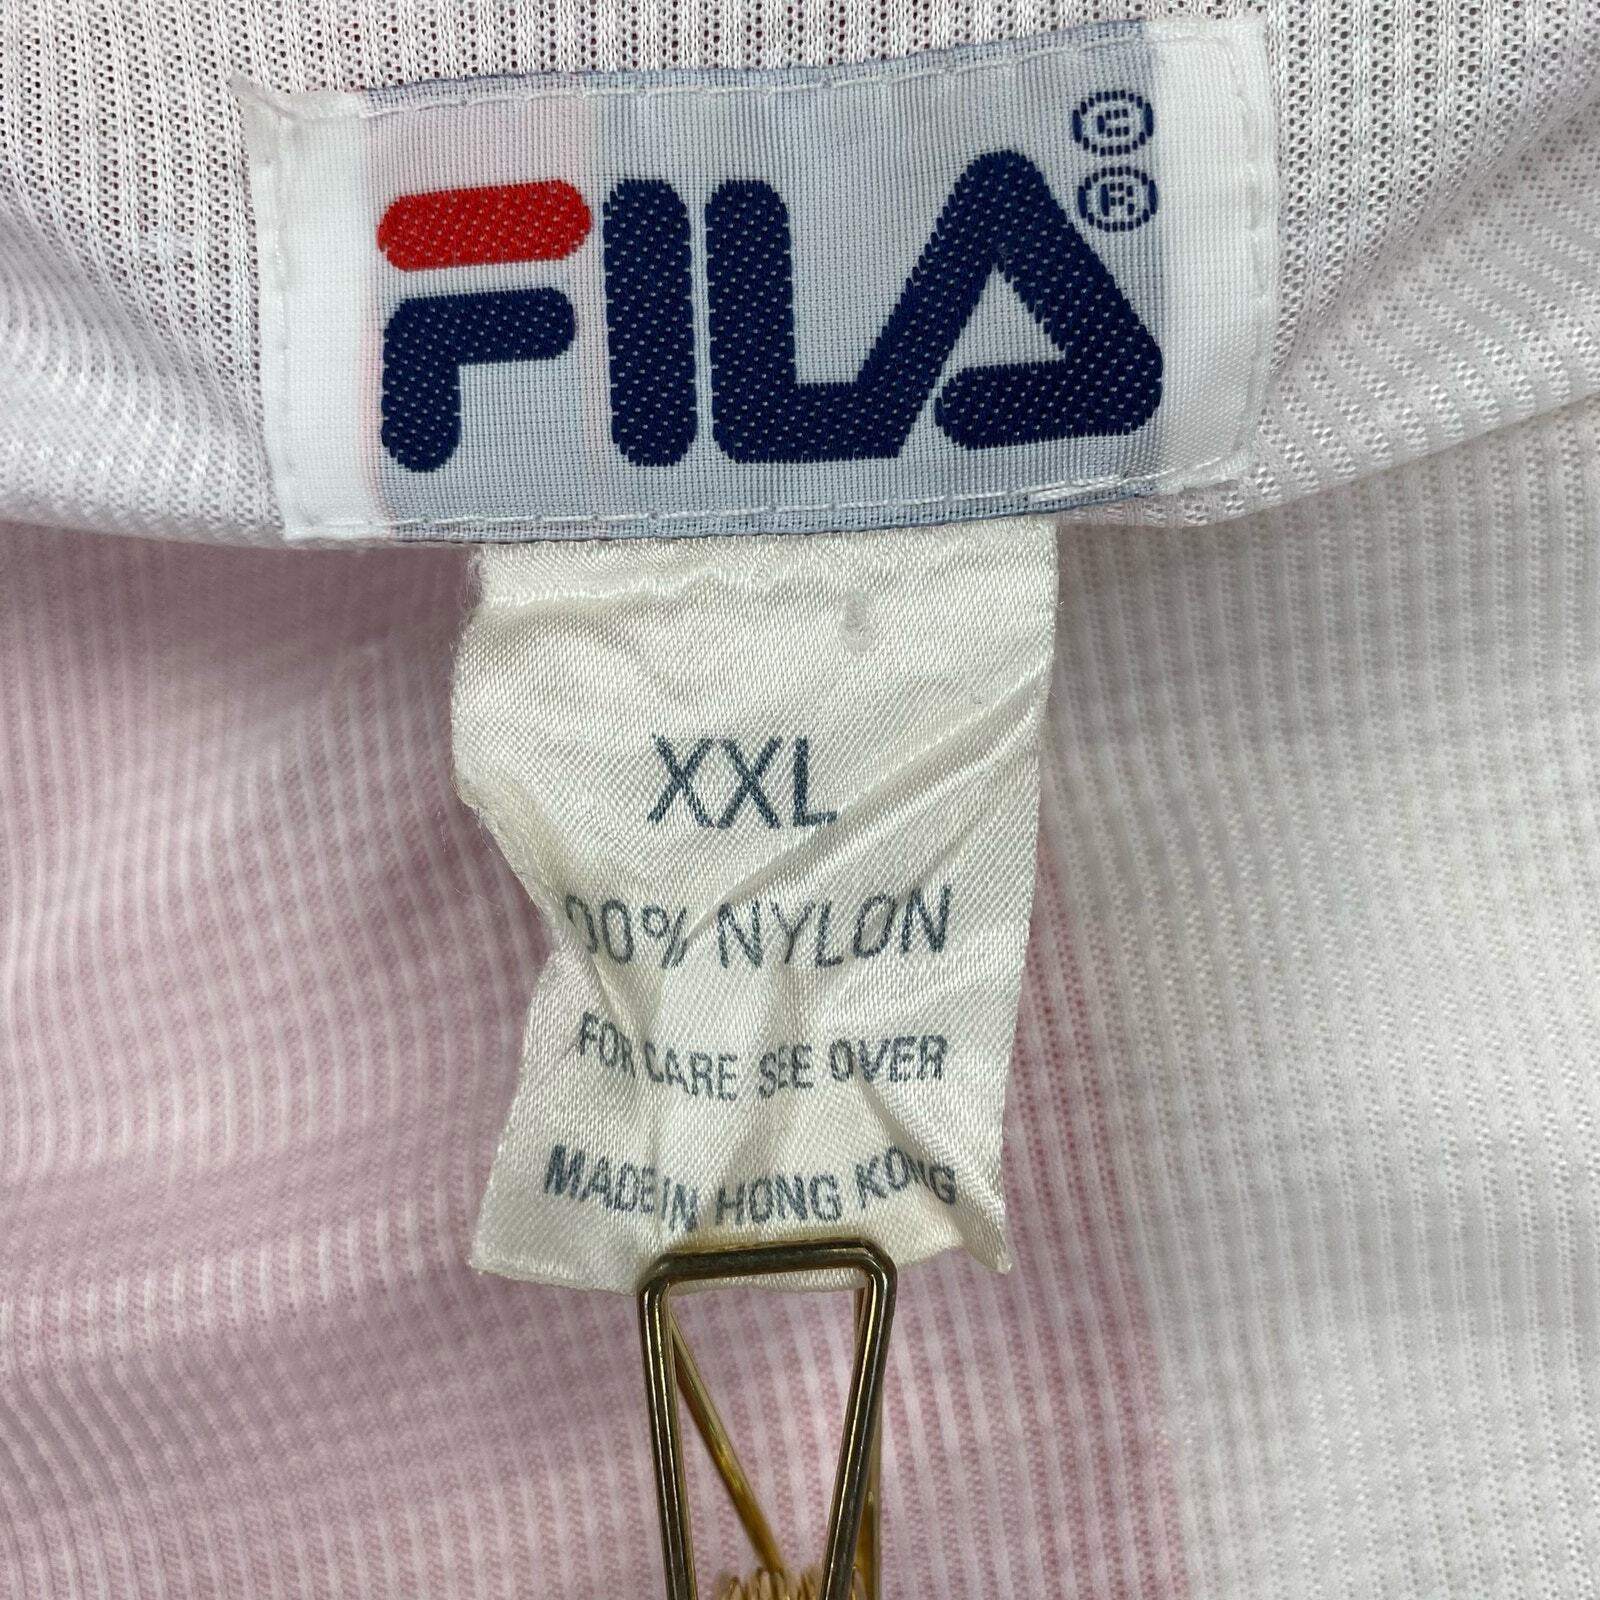 FILA
©
®
XXL
00% NYLON
FOR CARE SEE OVER
MADE IN HONG KONG